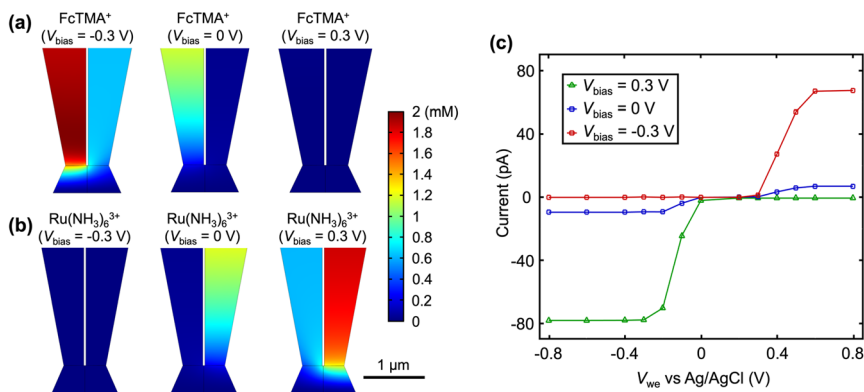 (a)
FcTMA⁺
(V_bias = -0.3 V)
FcTMA⁺
(V_bias = 0 V)
FcTMA⁺
(V_bias = 0.3 V)
2 (mM)
1.8
1.6
1.4
1.2
1
0.8
0.6
0.4
0.2
0
(b)
Ru(NH₃)₆³⁺
(V_bias = -0.3 V)
Ru(NH₃)₆³⁺
(V_bias = 0 V)
Ru(NH₃)₆³⁺
(V_bias = 0.3 V)
1 µm
(c)
V_bias = 0.3 V
V_bias = 0 V
V_bias = -0.3 V
Current (pA)
80
40
0
-40
-80
-0.8
-0.4
0
0.4
0.8
V_we vs Ag/AgCl (V)